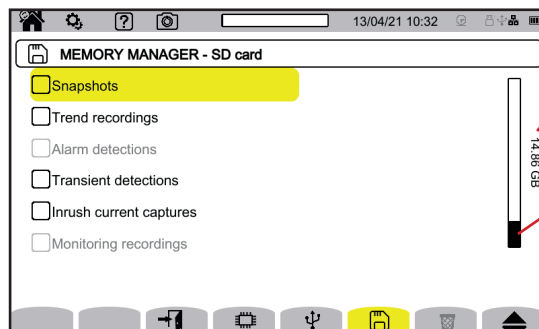 13/04/21 10:32
MEMORY MANAGER - SD card
Snapshots
Trend recordings
Alarm detections
Transient detections
Inrush current captures
Monitoring recordings
14.86 GB